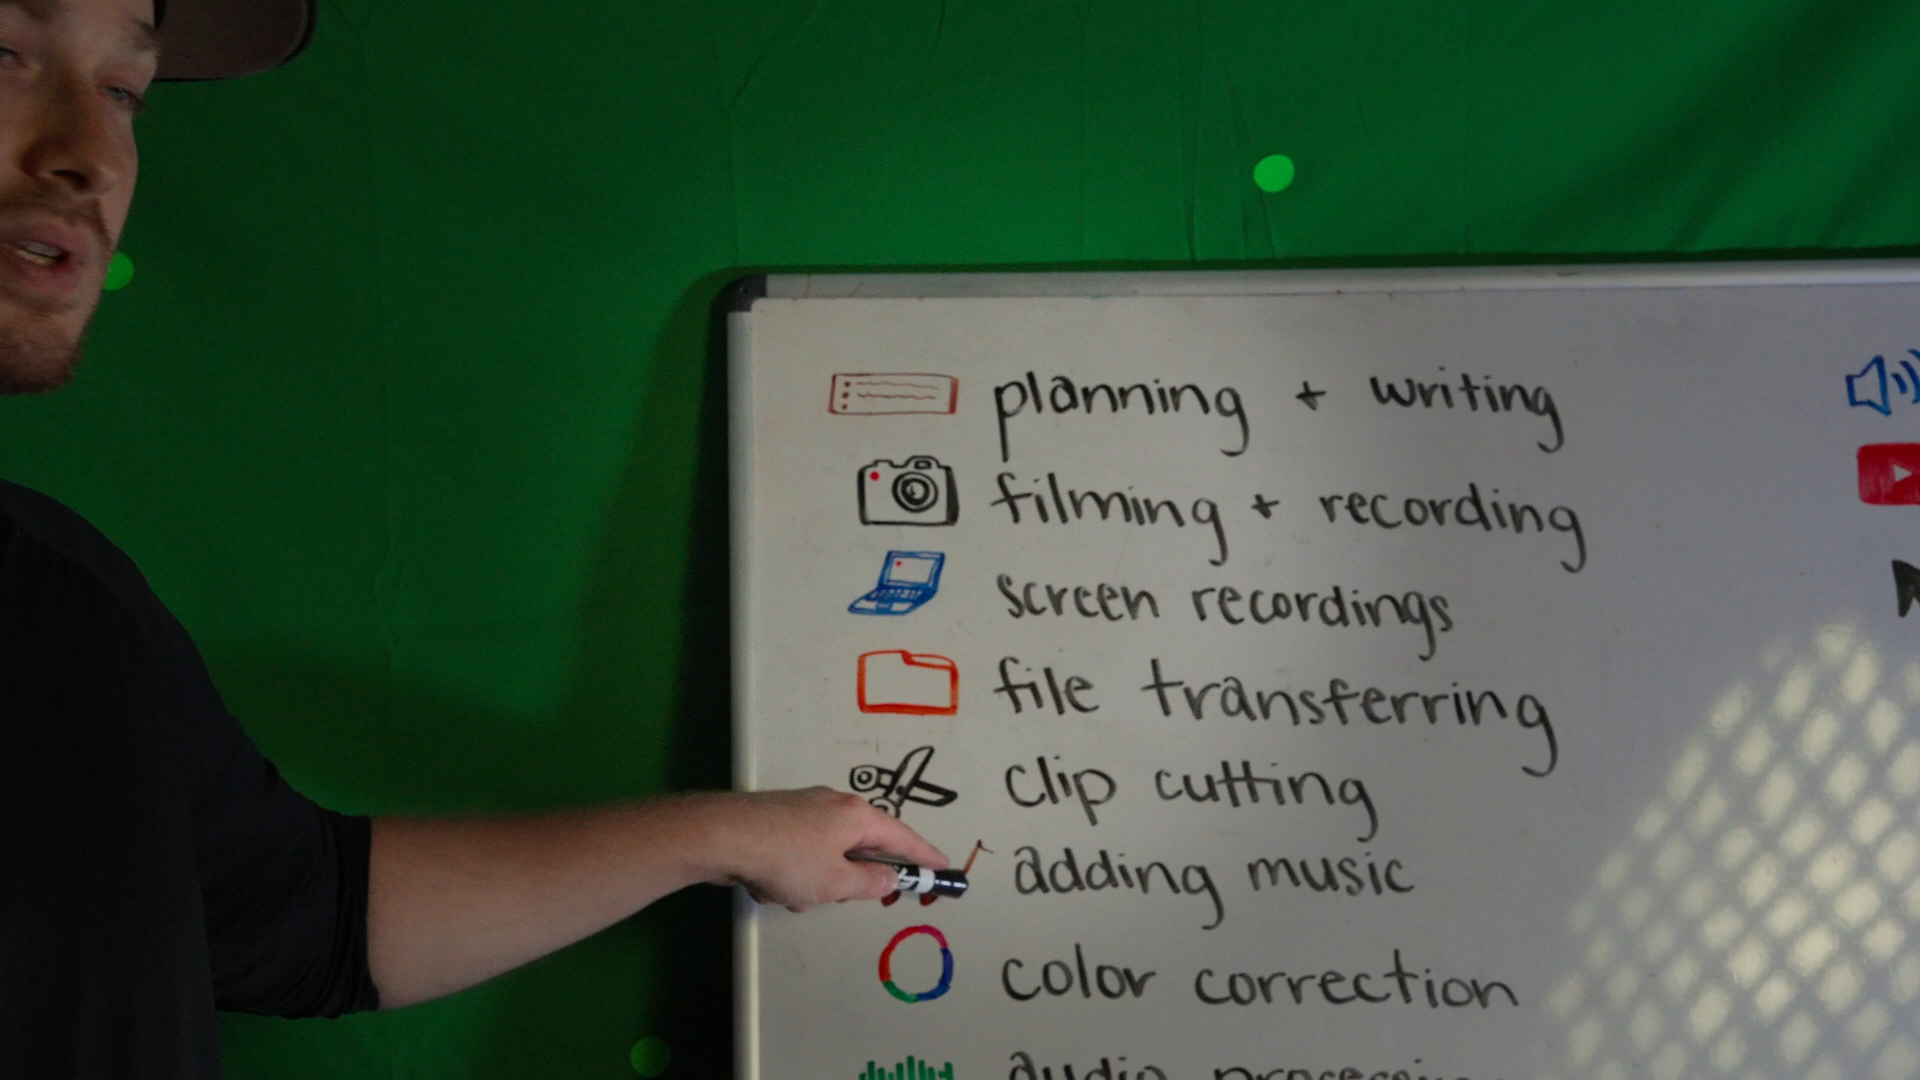 planning + writing
filming + recording
screen recordings
file transferring
clip cutting
adding music
color correction
audio processing